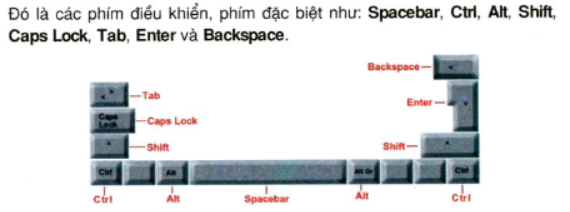 Đó là các phím điều khiển, phím đặc biệt như: Spacebar, Ctrl, Alt, Shift,
Caps Lock, Tab, Enter và Backspace.
Backspace
Tab
Enter
Caps Lock
Caps Lock
Shift
Shift
Ctrl
Alt
Alt Gr
Ctrl
Ctrl
Alt
Spacebar
Alt
Ctrl